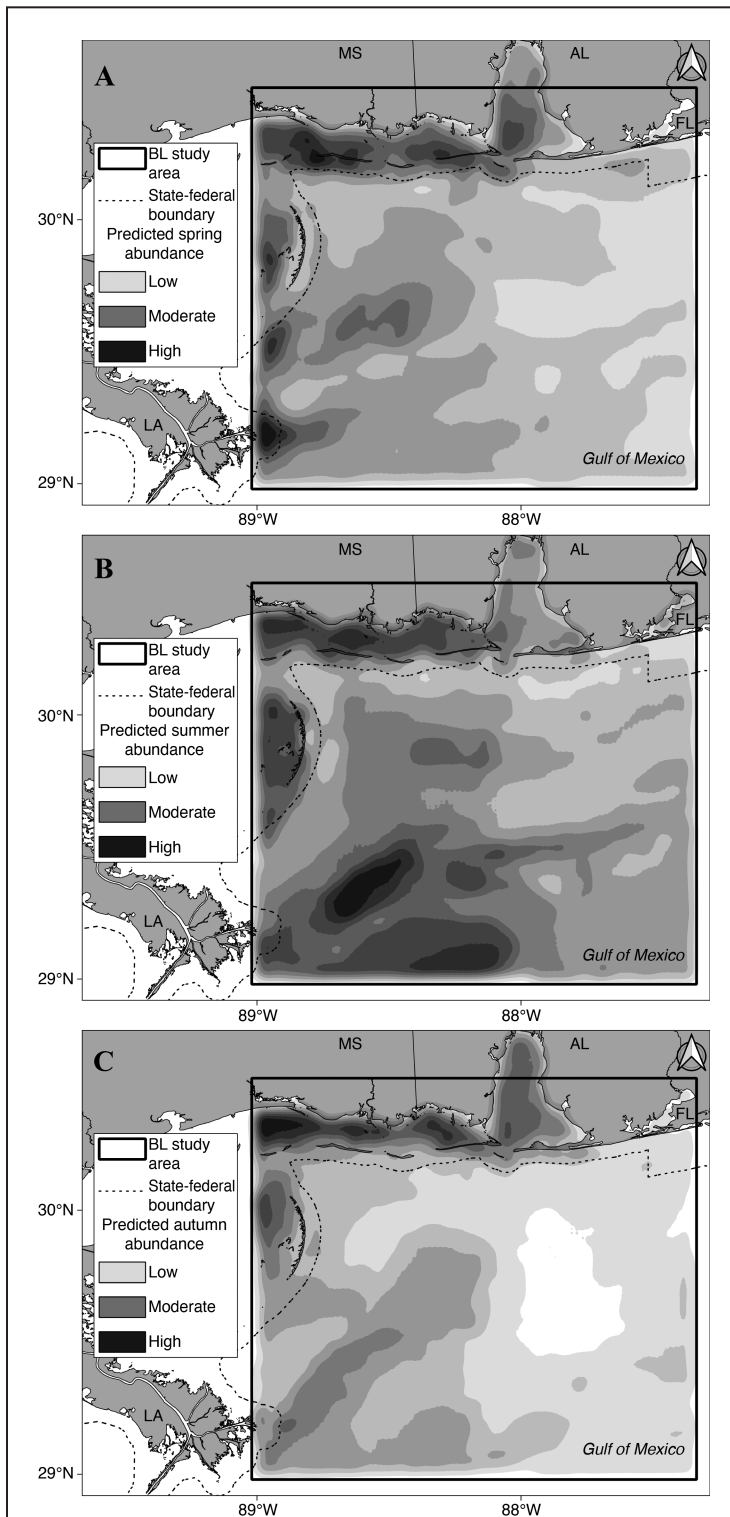 A
MS
AL
FL
BL study
area
State-federal
boundary
Predicted spring
abundance
Low
Moderate
High
30°N
LA
Gulf of Mexico
29°N
89°W
88°W
B
MS
AL
FL
BL study
area
State-federal
boundary
Predicted summer
abundance
Low
Moderate
High
30°N
LA
Gulf of Mexico
29°N
89°W
88°W
C
MS
AL
FL
BL study
area
State-federal
boundary
Predicted autumn
abundance
Low
Moderate
High
30°N
LA
Gulf of Mexico
29°N
89°W
88°W